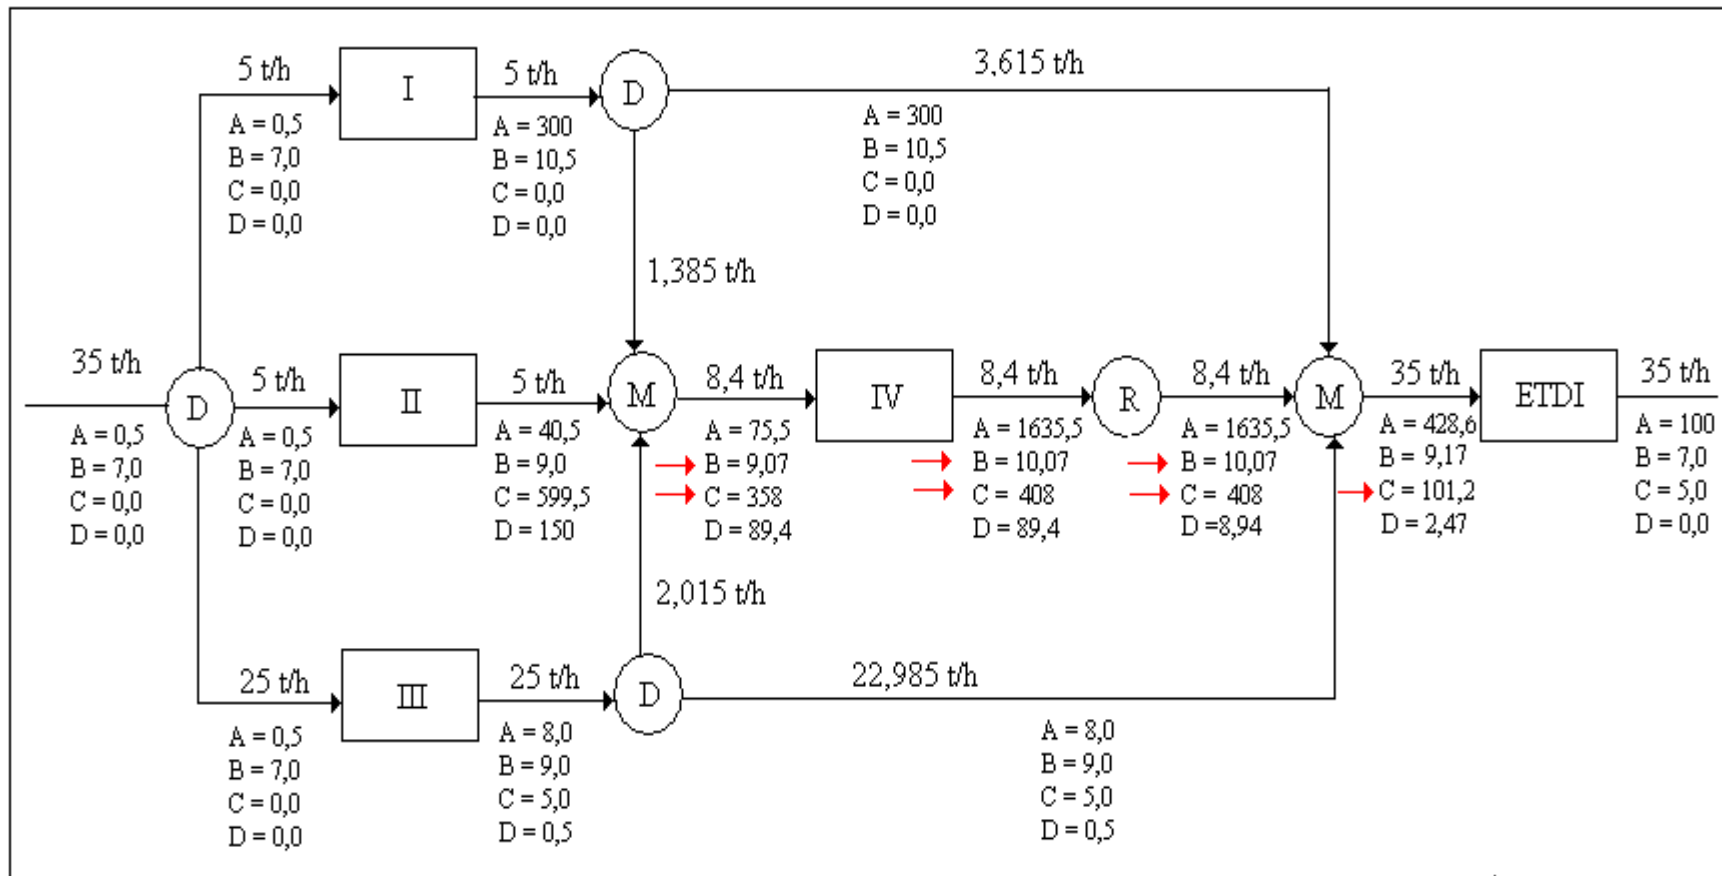 5 t/h
I
5 t/h
D
3,615 t/h
A = 0,5
B = 7,0
C = 0,0
D = 0,0
A = 300
B = 10,5
C = 0,0
D = 0,0
A = 300
B = 10,5
C = 0,0
D = 0,0
1,385 t/h
35 t/h
D
5 t/h
II
5 t/h
M
8,4 t/h
IV
8,4 t/h
R
8,4 t/h
M
35 t/h
ETDI
35 t/h
A = 0,5
B = 7,0
C = 0,0
D = 0,0
A = 0,5
B = 7,0
C = 0,0
D = 0,0
A = 40,5
B = 9,0
C = 599,5
D = 150
A = 75,5
B = 9,07
C = 358
D = 89,4
A = 1635,5
B = 10,07
C = 408
D = 89,4
A = 1635,5
B = 10,07
C = 408
D =8,94
A = 428,6
B = 9,17
C = 101,2
D = 2,47
A = 100
B = 7,0
C = 5,0
D = 0,0
2,015 t/h
25 t/h
III
25 t/h
D
22,985 t/h
A = 0,5
B = 7,0
C = 0,0
D = 0,0
A = 8,0
B = 9,0
C = 5,0
D = 0,5
A = 8,0
B = 9,0
C = 5,0
D = 0,5